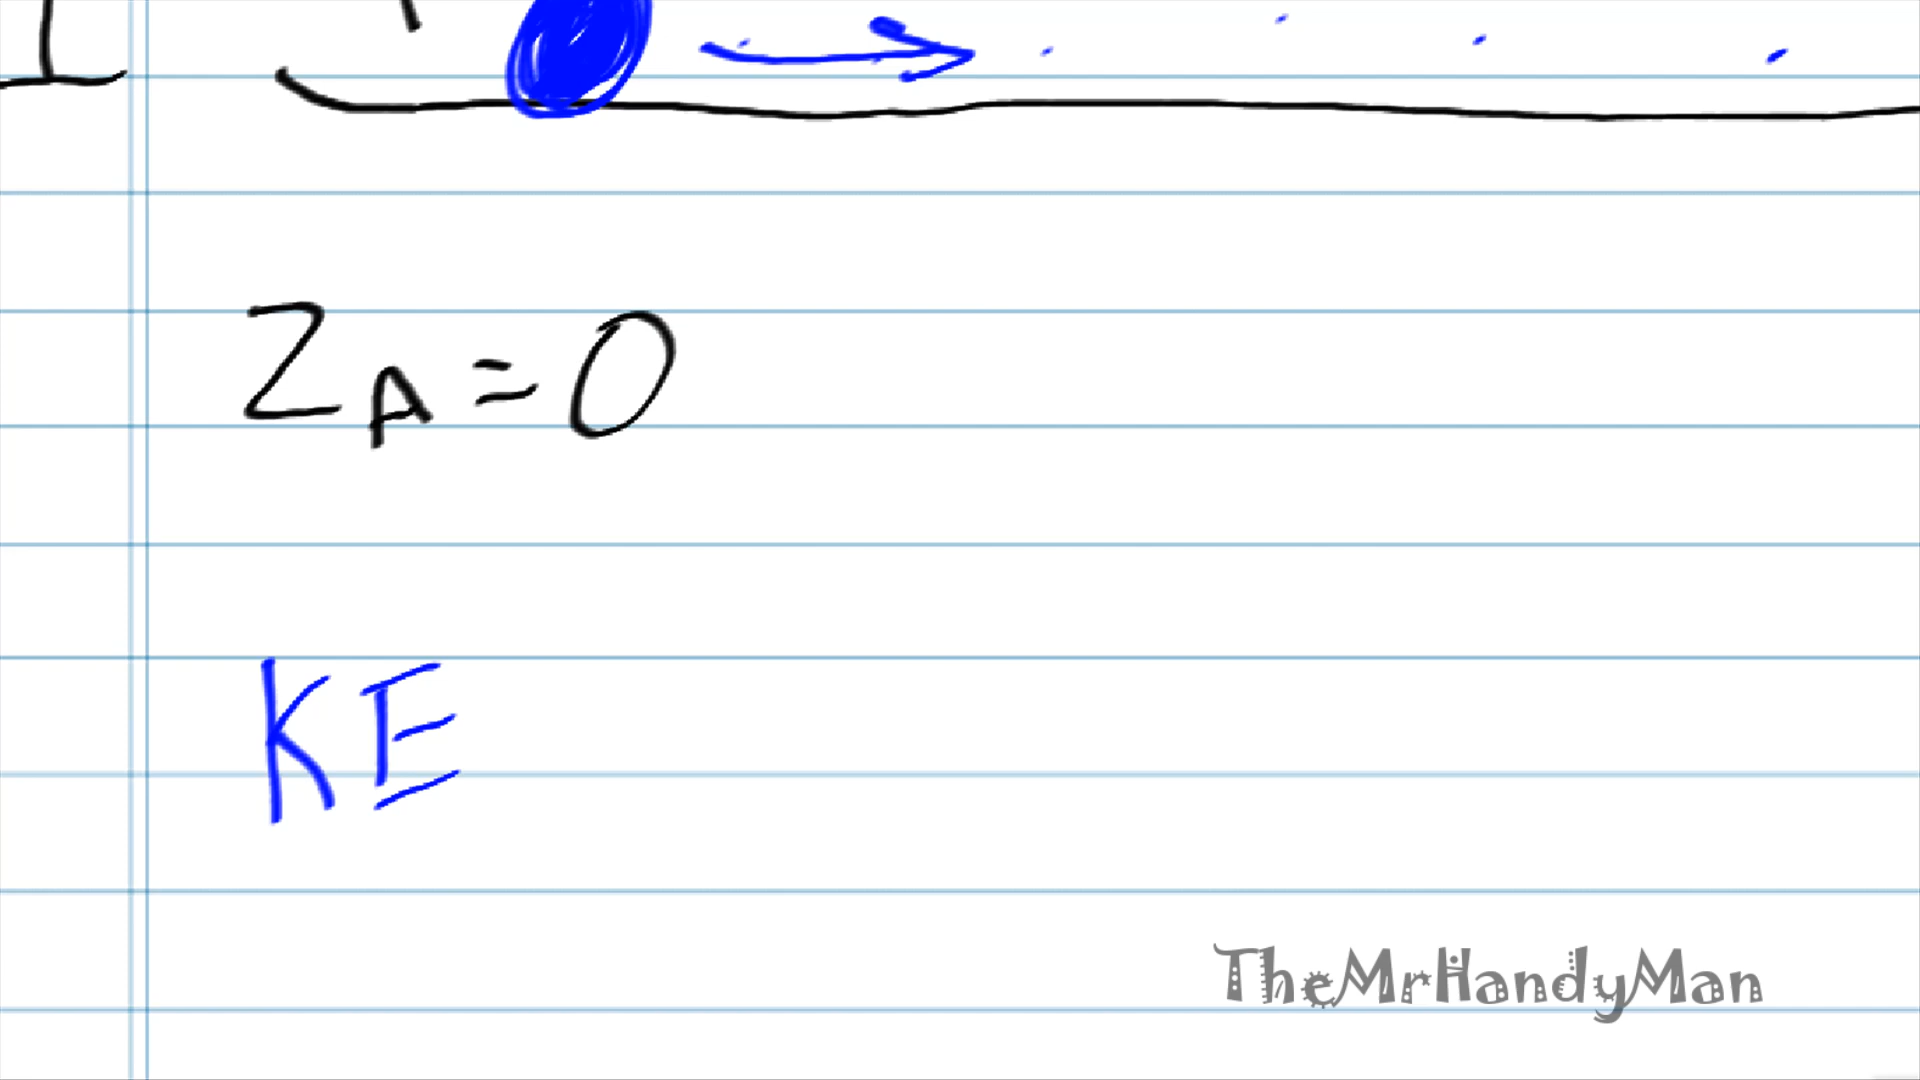 Z_A = 0
KE
TheMrHandyMan